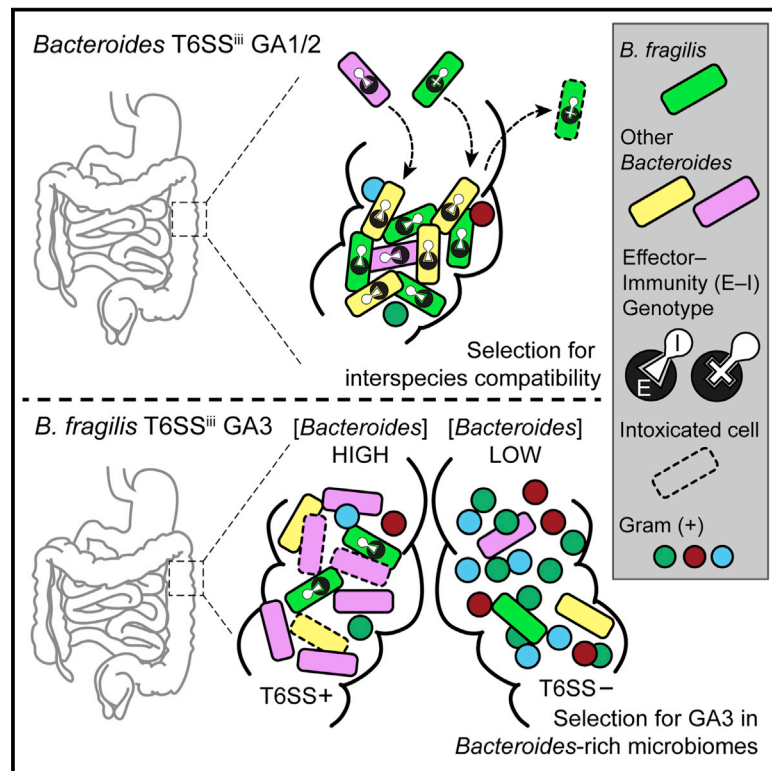 Bacteroides T6SSⁱⁱⁱ GA1/2
Selection for
interspecies compatibility
B. fragilis T6SSⁱⁱⁱ GA3
[Bacteroides]
HIGH
[Bacteroides]
LOW
T6SS+
T6SS−
Selection for GA3 in
Bacteroides-rich microbiomes
B. fragilis
Other
Bacteroides
Effector–
Immunity (E–I)
Genotype
I
E
Intoxicated cell
Gram (+)